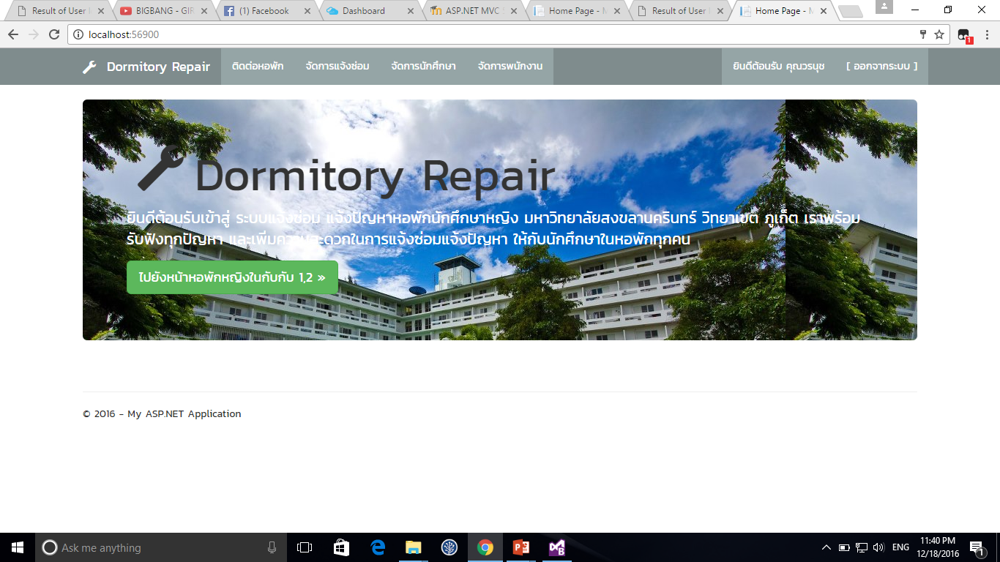 Result of User
BIGBANG - GIF
(1) Facebook
Dashboard
ASP.NET MVC
Home Page - M
Result of User
Home Page - M
localhost:56900
1
Dormitory Repair ติดต่อหอพัก จัดการแจ้งซ่อม จัดการนักศึกษา จัดการพนักงาน ยินดีต้อนรับ คุณวรนุช [ ออกจากระบบ ]
Dormitory Repair
ยินดีต้อนรับเข้าสู่ ระบบแจ้งซ่อม แจ้งปัญหาหอพักนักศึกษาหญิง มหาวิทยาลัยสงขลานครินทร์ วิทยาเขต ภูเก็ต เราพร้อม
รับฟังทุกปัญหา และเพิ่มความสะดวกในการแจ้งซ่อมแจ้งปัญหา ให้กับนักศึกษาในหอพักทุกคน
ไปยังหน้าหอพักหญิงในกับกับ 1,2 »
© 2016 - My ASP.NET Application
Ask me anything
ENG
11:40 PM
12/18/2016
1